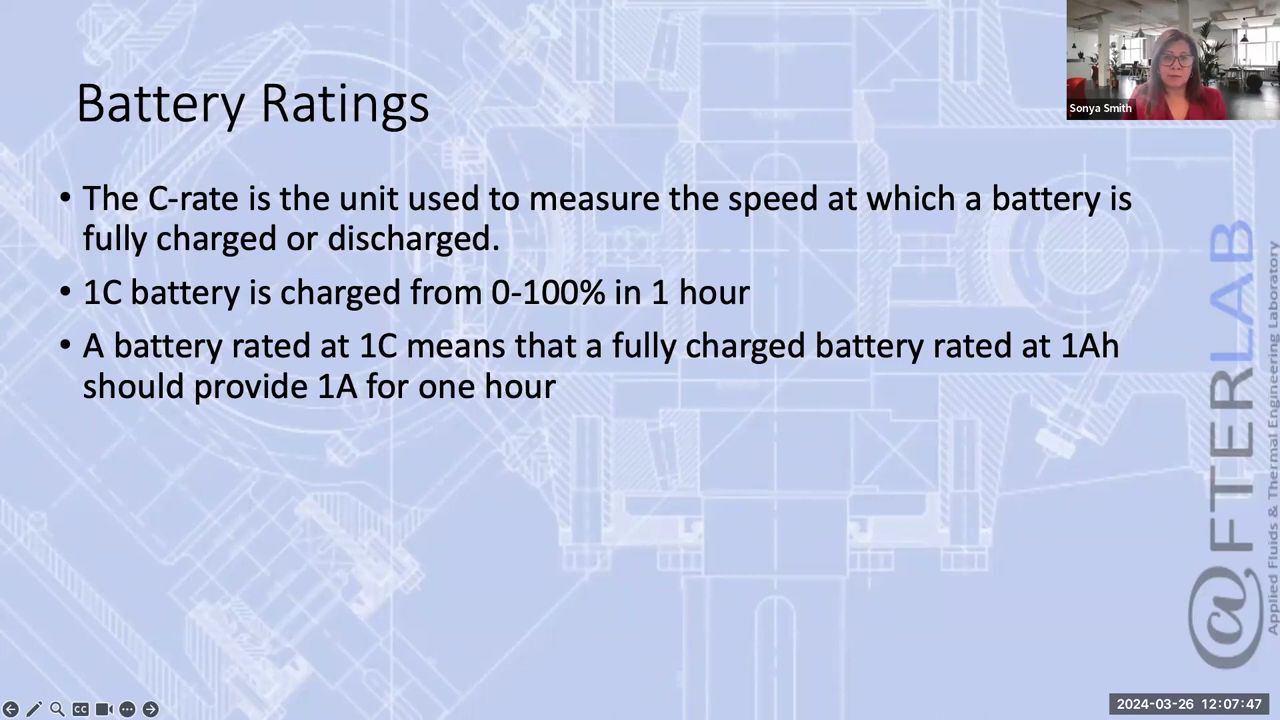 Battery Ratings
Sonya Smith
• The C-rate is the unit used to measure the speed at which a battery is
fully charged or discharged.
• 1C battery is charged from 0-100% in 1 hour
• A battery rated at 1C means that a fully charged battery rated at 1Ah
should provide 1A for one hour
@FTERLAB
Applied Fluids & Thermal Engineering Laboratory
CC
2024-03-26 12:07:47